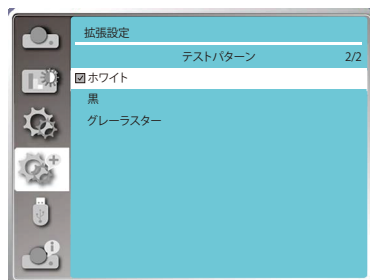 拡張設定
テストパターン 2/2
ホワイト
黒
グレーラスター